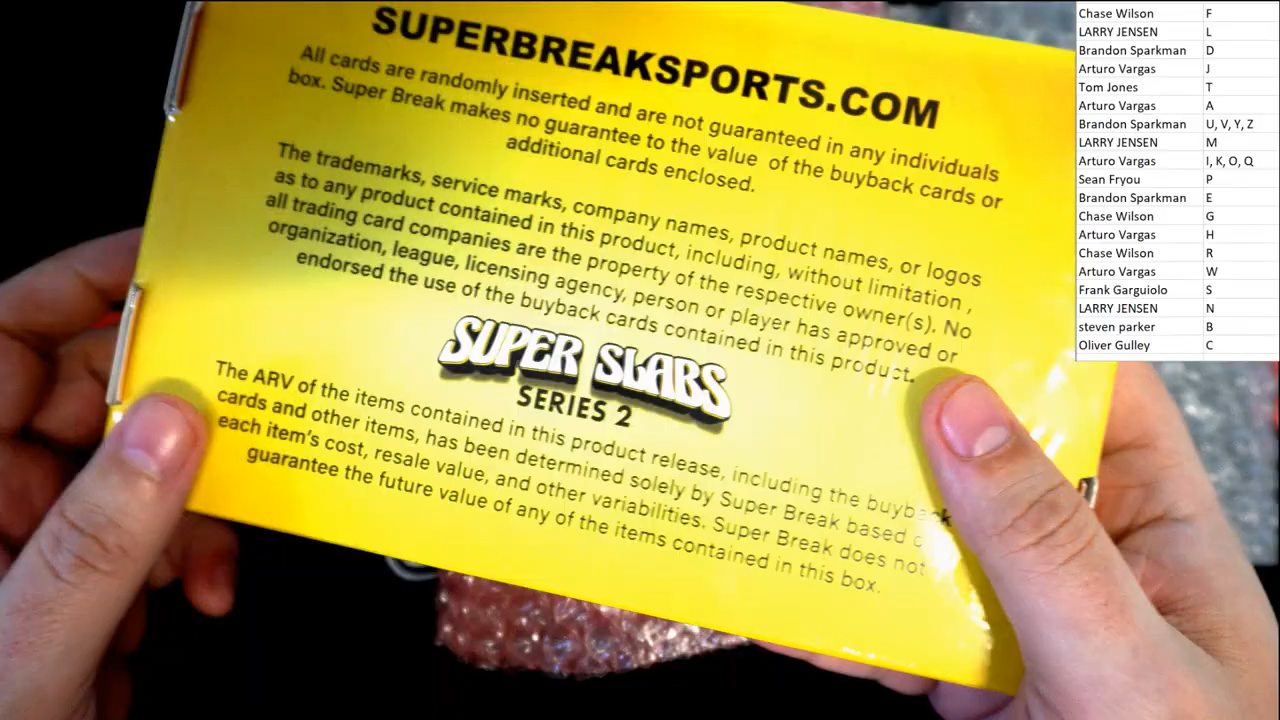 SUPERBREAKSPORTS.COM
All cards are randomly inserted and are not guaranteed in any individuals
box. Super Break makes no guarantee to the value of the buyback cards or
additional cards enclosed.
The trademarks, service marks, company names, product names, or logos
as to any product contained in this product, including, without limitation ,
all trading card companies are the property of the respective owner(s). No
organization, league, licensing agency, person or player has approved or
endorsed the use of the buyback cards contained in this product.
SUPER SLABS
SERIES 2
The ARV of the items contained in this product release, including the buyback
cards and other items, has been determined solely by Super Break based
each item's cost, resale value, and other variabilities. Super Break does not
guarantee the future value of any of the items contained in this box.
Chase Wilson F
LARRY JENSEN L
Brandon Sparkman D
Arturo Vargas J
Tom Jones T
Arturo Vargas A
Brandon Sparkman U, V, Y, Z
LARRY JENSEN M
Arturo Vargas I, K, O, Q
Sean Fryou P
Brandon Sparkman E
Chase Wilson G
Arturo Vargas H
Chase Wilson R
Arturo Vargas W
Frank Garguiolo S
LARRY JENSEN N
steven parker B
Oliver Gulley C